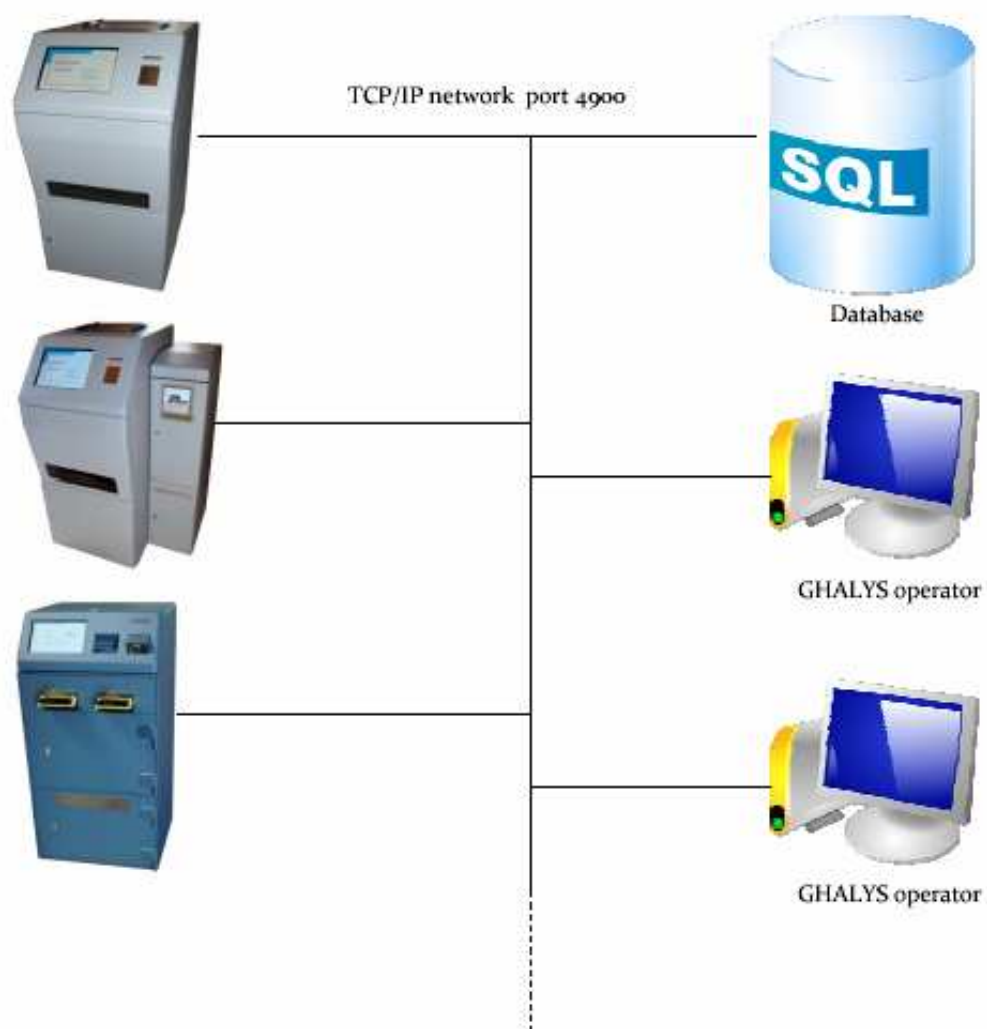 TCP/IP network port 4900
SQL
Database
GHALYS operator
GHALYS operator